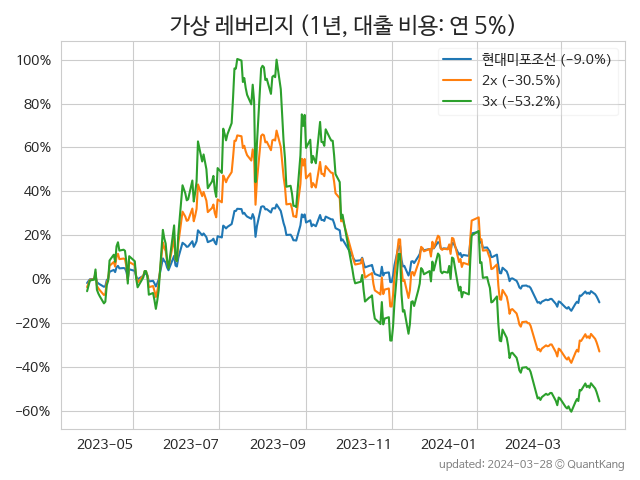 가상 레버리지 (1년, 대출 비용: 연 5%)
현대미포조선 (−9.0%)
2x (−30.5%)
3x (−53.2%)
100%
80%
60%
40%
20%
0%
−20%
−40%
−60%
2023-05 2023-07 2023-09 2023-11 2024-01 2024-03
updated: 2024-03-28 © QuantKang